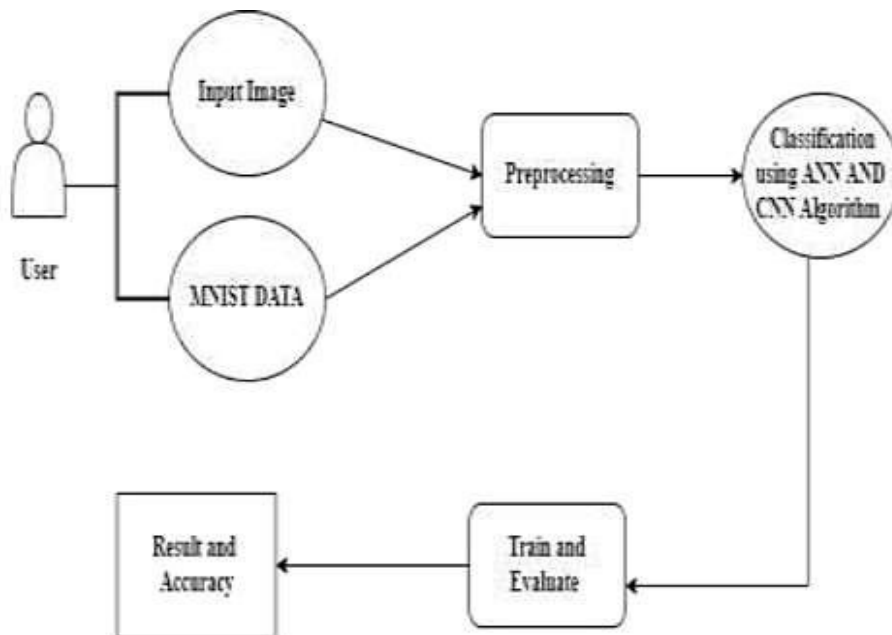 Input Image
User
MNIST DATA
Preprocessing
Classification
using ANN AND
CNN Algorithm
Train and
Evaluate
Result and
Accuracy